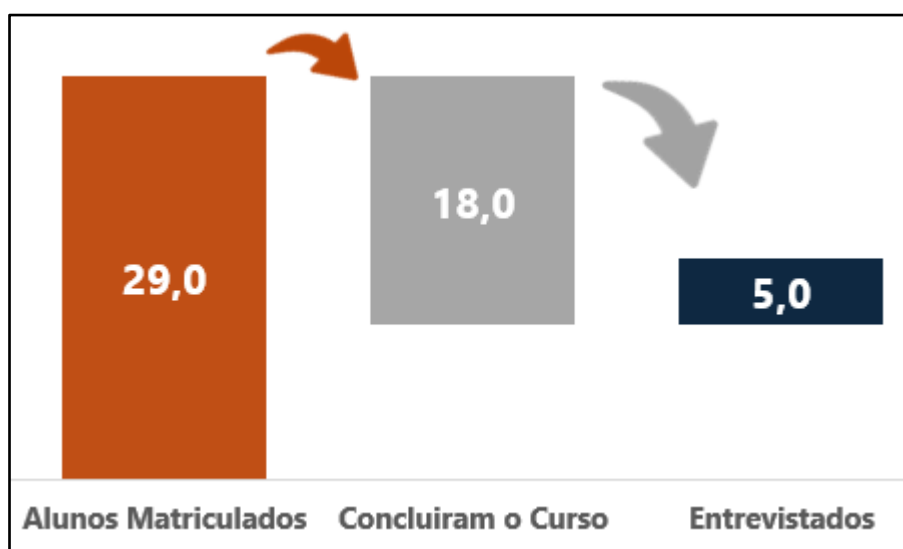 29,0
18,0
5,0
Alunos Matriculados
Concluiram o Curso
Entrevistados